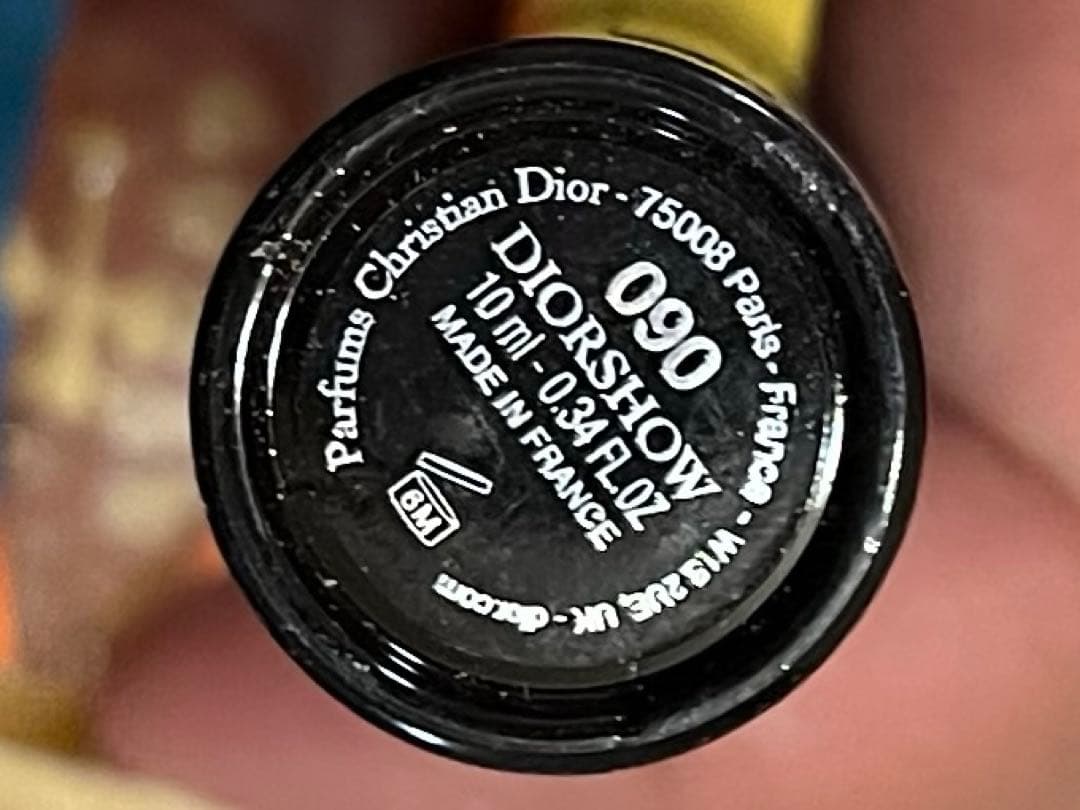 Parfums Christian Dior - 75008 Paris - France - W1S 2UE, UK - dior.com
090
DIORSHOW
10 ml - 0.34 FL.OZ
MADE IN FRANCE
6M